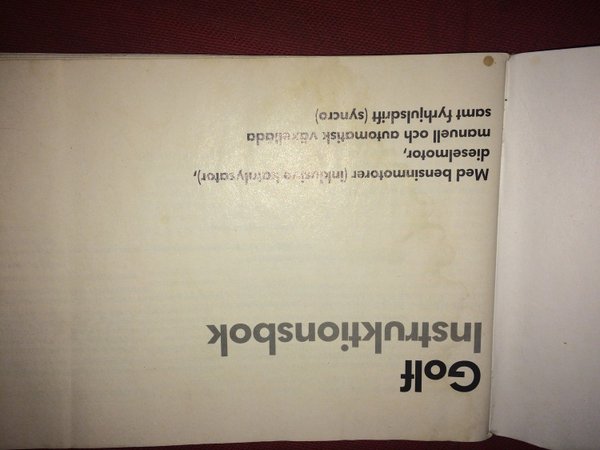 Golf
Instruktionsbok
Med bensinmotorer (inklusive katalysator),
dieselmotor,
manuell och automatisk växellåda
samt fyrhjulsdrift (syncro)